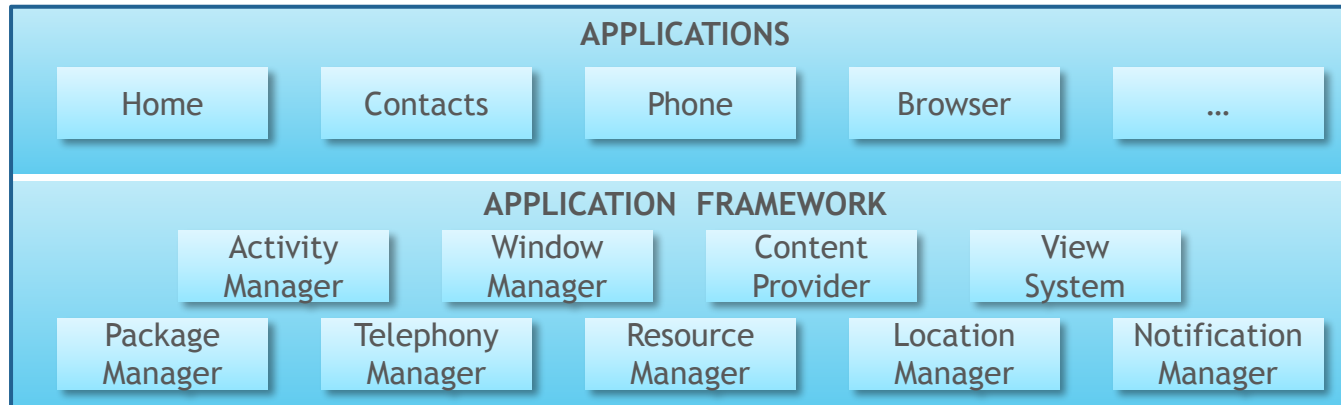 APPLICATIONS
Home
Contacts
Phone
Browser
…
APPLICATION FRAMEWORK
Activity
Manager
Window
Manager
Content
Provider
View
System
Package
Manager
Telephony
Manager
Resource
Manager
Location
Manager
Notification
Manager